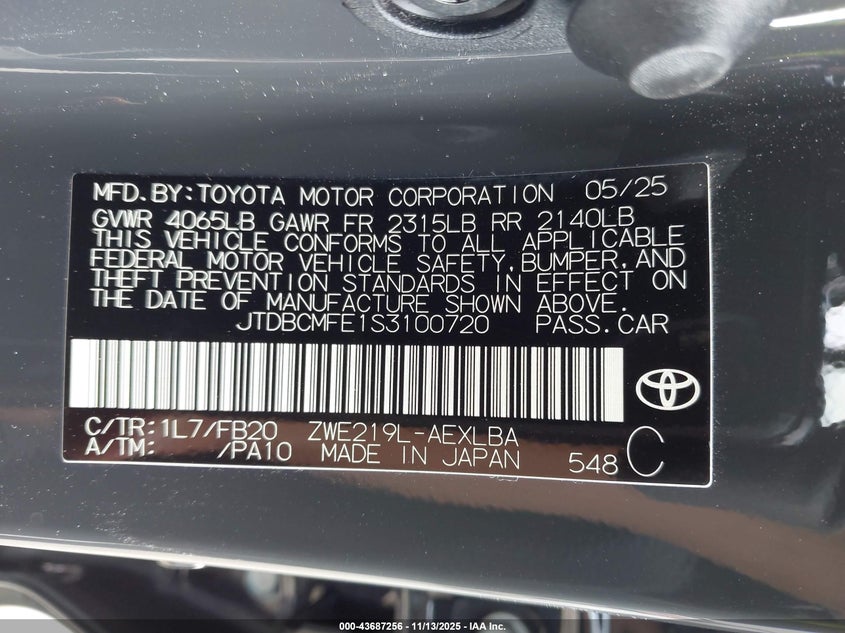 MFD.BY:TOYOTA MOTOR CORPORATION 05/25
GVWR 4065LB GAWR FR 2315LB RR 2140LB
THIS VEHICLE CONFORMS TO ALL APPLICABLE
FEDERAL MOTOR VEHICLE SAFETY,BUMPER,AND
THEFT PREVENTION STANDARDS IN EFFECT ON
THE DATE OF MANUFACTURE SHOWN ABOVE.
JTDBCMFE1S3100720 PASS.CAR
C/TR:1L7/FB20 ZWE219L-AEXLBA
A/TM: /PA10 MADE IN JAPAN 548 C
000-43687256 - 11/13/2025 - IAA Inc.